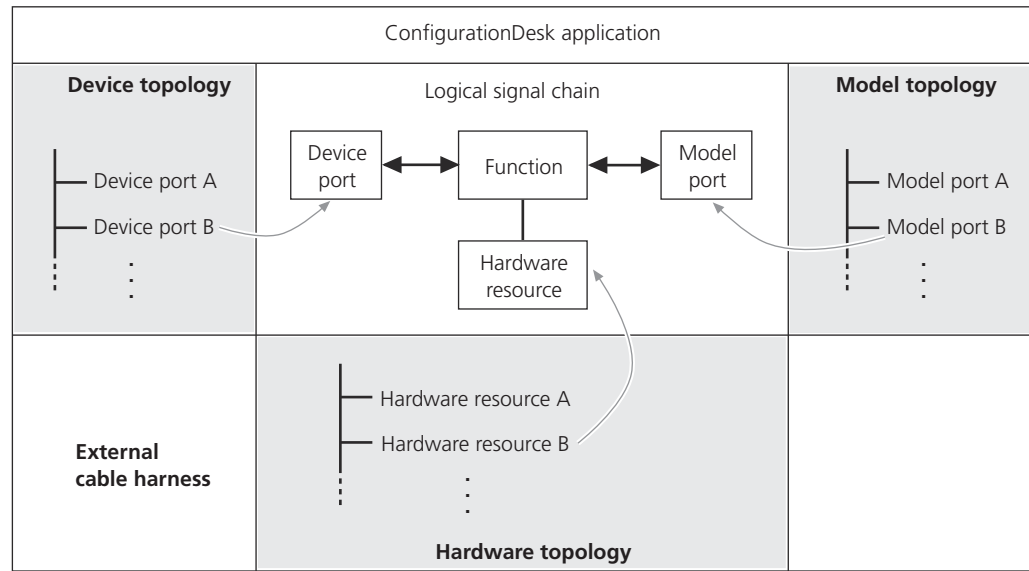 ConfigurationDesk application
Device topology
Device port A
Device port B
Logical signal chain
Device
port
Function
Model
port
Hardware
resource
Model topology
Model port A
Model port B
External
cable harness
Hardware resource A
Hardware resource B
Hardware topology